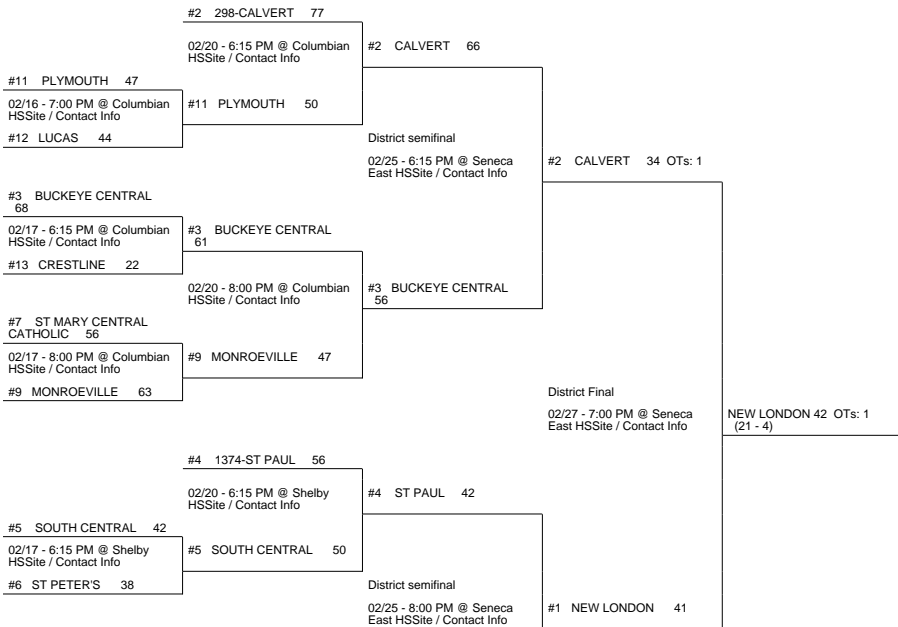 #2 298-CALVERT 77
02/20 - 6:15 PM @ Columbian
HSSite / Contact Info
#2 CALVERT 66
#11 PLYMOUTH 47
02/16 - 7:00 PM @ Columbian
HSSite / Contact Info
#11 PLYMOUTH 50
#12 LUCAS 44
District semifinal
02/25 - 6:15 PM @ Seneca
East HSSite / Contact Info
#2 CALVERT 34 OTs: 1
#3 BUCKEYE CENTRAL
68
02/17 - 6:15 PM @ Columbian
HSSite / Contact Info
#3 BUCKEYE CENTRAL
61
#13 CRESTLINE 22
02/20 - 8:00 PM @ Columbian
HSSite / Contact Info
#3 BUCKEYE CENTRAL
56
#7 ST MARY CENTRAL
CATHOLIC 56
02/17 - 8:00 PM @ Columbian
HSSite / Contact Info
#9 MONROEVILLE 47
#9 MONROEVILLE 63
District Final
02/27 - 7:00 PM @ Seneca
East HSSite / Contact Info
NEW LONDON 42 OTs: 1
(21 - 4)
#4 1374-ST PAUL 56
02/20 - 6:15 PM @ Shelby
HSSite / Contact Info
#4 ST PAUL 42
#5 SOUTH CENTRAL 42
02/17 - 6:15 PM @ Shelby
HSSite / Contact Info
#5 SOUTH CENTRAL 50
#6 ST PETER'S 38
District semifinal
02/25 - 8:00 PM @ Seneca
East HSSite / Contact Info
#1 NEW LONDON 41